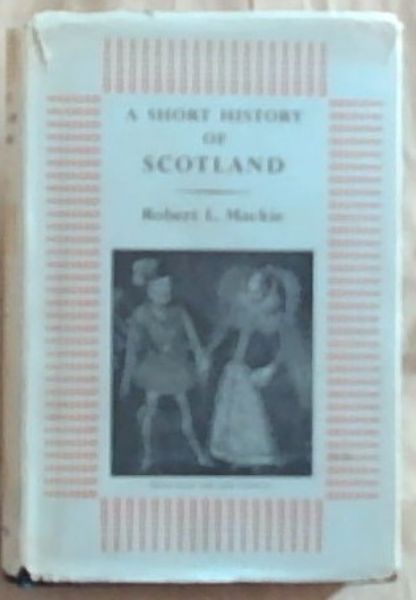 A SHORT HISTORY
OF
SCOTLAND
Robert L. Mackie